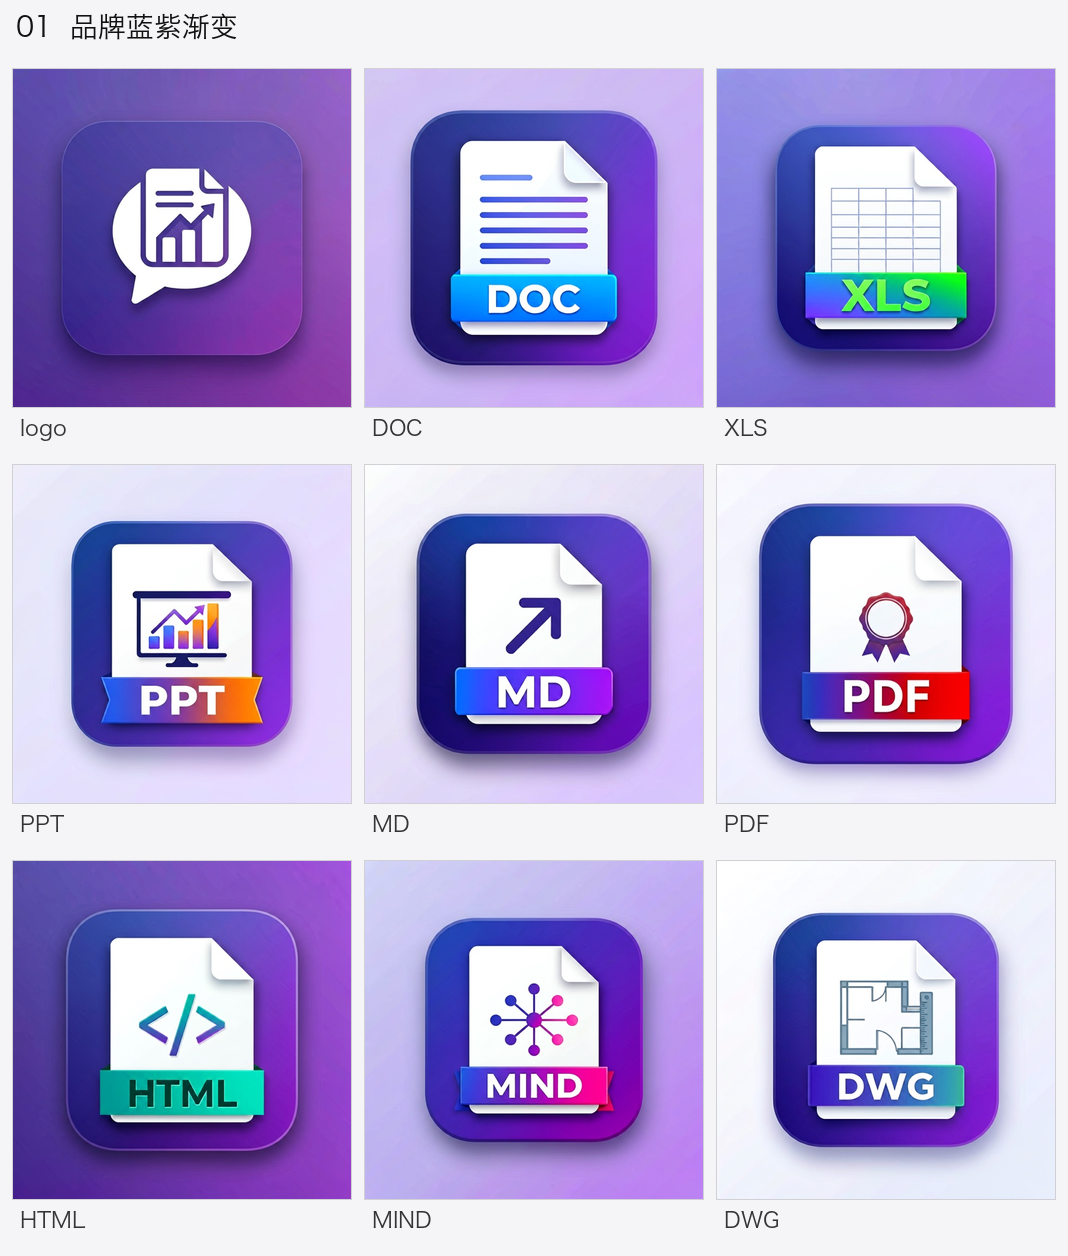 01 品牌蓝紫渐变
DOC
XLS
logo
DOC
XLS
PPT
MD
PDF
PPT
MD
PDF
HTML
MIND
DWG
HTML
MIND
DWG